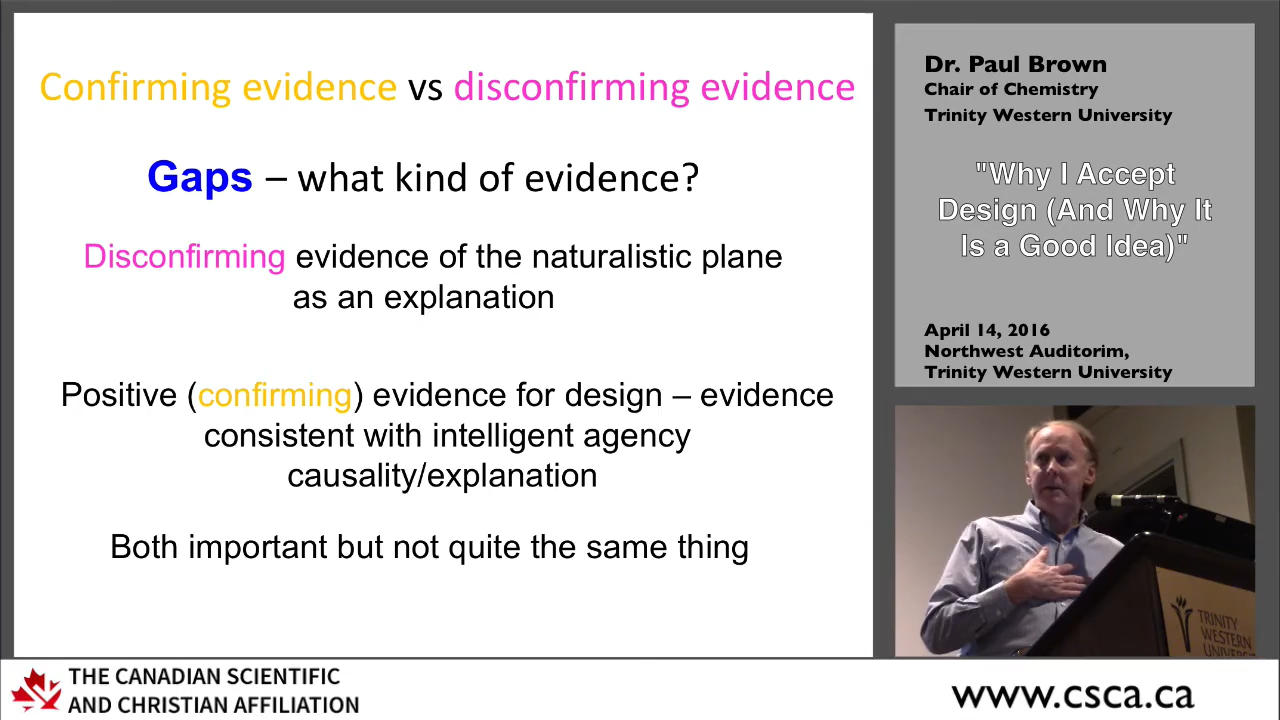 Confirming evidence vs disconfirming evidence
Gaps – what kind of evidence?
Disconfirming evidence of the naturalistic plane
as an explanation
Positive (confirming) evidence for design – evidence
consistent with intelligent agency
causality/explanation
Both important but not quite the same thing
Dr. Paul Brown
Chair of Chemistry
Trinity Western University
"Why I Accept
Design (And Why It
Is a Good Idea)"
April 14, 2016
Northwest Auditorim,
Trinity Western University
TRINITY
WESTERN
UNIVERSITY
THE CANADIAN SCIENTIFIC
AND CHRISTIAN AFFILIATION
www.csca.ca